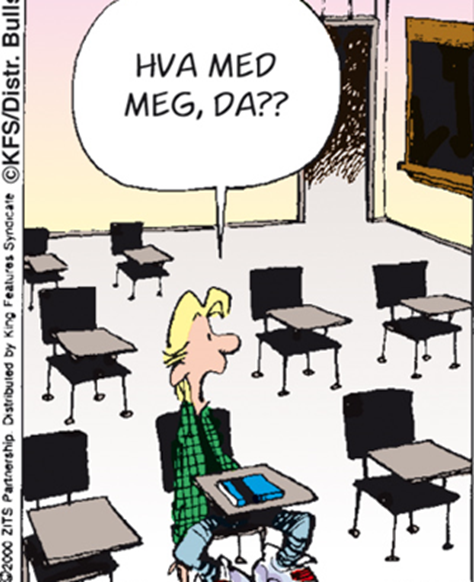 HVA MED
MEG, DA??
©2000 ZITS Partnership. Distributed by King Features Syndicate ©KFS/Distr. Bulls